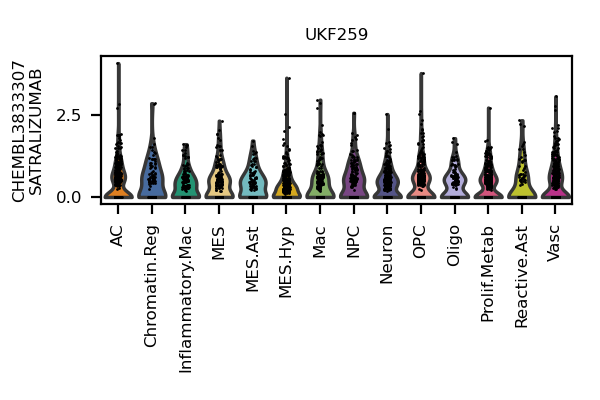 UKF259
CHEMBL3833307
SATRALIZUMAB
2.5
0.0
AC
Chromatin.Reg
Inflammatory.Mac
MES
MES.Ast
MES.Hyp
Mac
NPC
Neuron
OPC
Oligo
Prolif.Metab
Reactive.Ast
Vasc